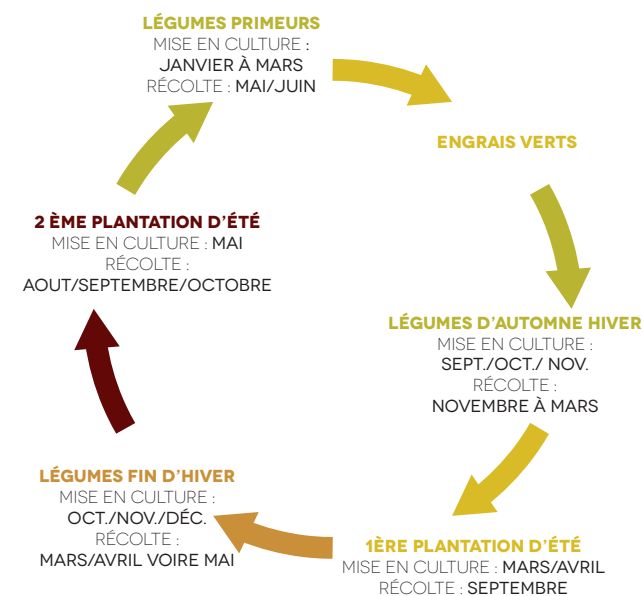 LÉGUMES PRIMEURS
MISE EN CULTURE :
JANVIER À MARS
RÉCOLTE : MAI/JUIN
ENGRAIS VERTS
LÉGUMES D'AUTOMNE HIVER
MISE EN CULTURE :
SEPT./OCT./ NOV.
RÉCOLTE :
NOVEMBRE À MARS
1ÈRE PLANTATION D'ÉTÉ
MISE EN CULTURE : MARS/AVRIL
RÉCOLTE : SEPTEMBRE
LÉGUMES FIN D'HIVER
MISE EN CULTURE :
OCT./NOV./DÉC.
RÉCOLTE :
MARS/AVRIL VOIRE MAI
2 ÈME PLANTATION D'ÉTÉ
MISE EN CULTURE : MAI
RÉCOLTE :
AOUT/SEPTEMBRE/OCTOBRE